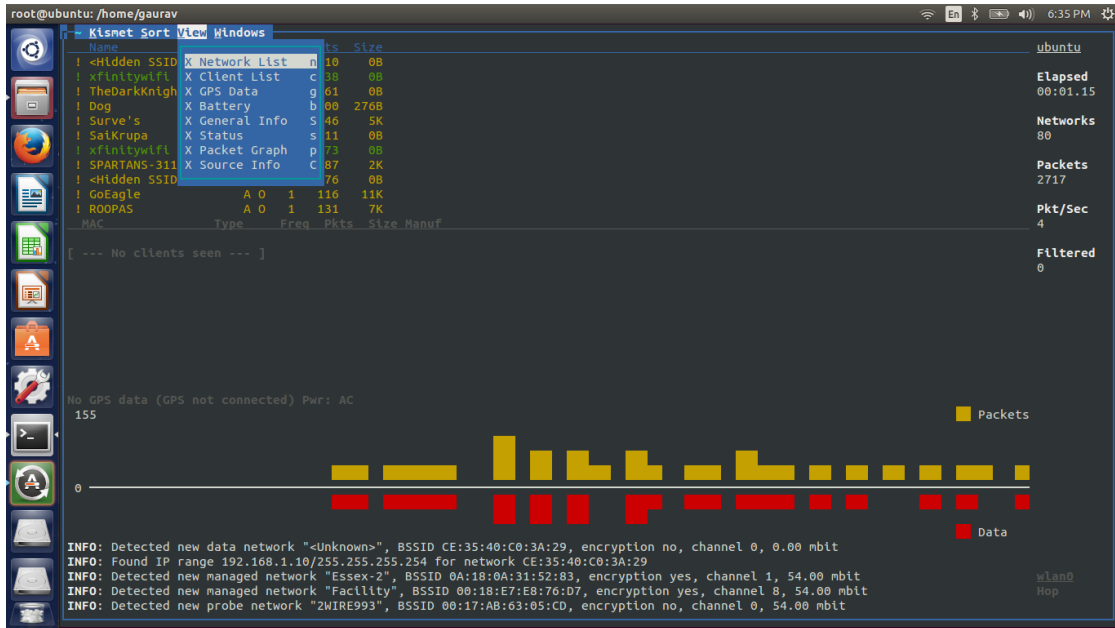 root@ubuntu: /home/gaurav En 6:35 PM
~ Kismet Sort View Windows
Name ts Size ubuntu
! <Hidden SSID X Network List n 10 0B
! xfinitywifi X Client List c 38 0B Elapsed
! TheDarkKnigh X GPS Data g 61 0B 00:01.15
! Dog X Battery b 00 276B
! Surve's X General Info S 46 5K Networks
! SaiKrupa X Status s 11 0B 80
! xfinitywifi X Packet Graph p 73 0B
! SPARTANS-311 X Source Info C 87 2K Packets
! <Hidden SSID 76 0B 2717
! GoEagle A O 1 116 11K
! ROOPAS A O 1 131 7K Pkt/Sec
MAC Type Freq Pkts Size Manuf 4
[ --- No clients seen --- ] Filtered
0
No GPS data (GPS not connected) Pwr: AC
155 Packets
0
Data
INFO: Detected new data network "<Unknown>", BSSID CE:35:40:C0:3A:29, encryption no, channel 0, 0.00 mbit
INFO: Found IP range 192.168.1.10/255.255.255.254 for network CE:35:40:C0:3A:29
INFO: Detected new managed network "Essex-2", BSSID 0A:18:0A:31:52:83, encryption yes, channel 1, 54.00 mbit wlan0
INFO: Detected new managed network "Facility", BSSID 00:18:E7:E8:76:D7, encryption yes, channel 8, 54.00 mbit Hop
INFO: Detected new probe network "2WIRE993", BSSID 00:17:AB:63:05:CD, encryption no, channel 0, 54.00 mbit